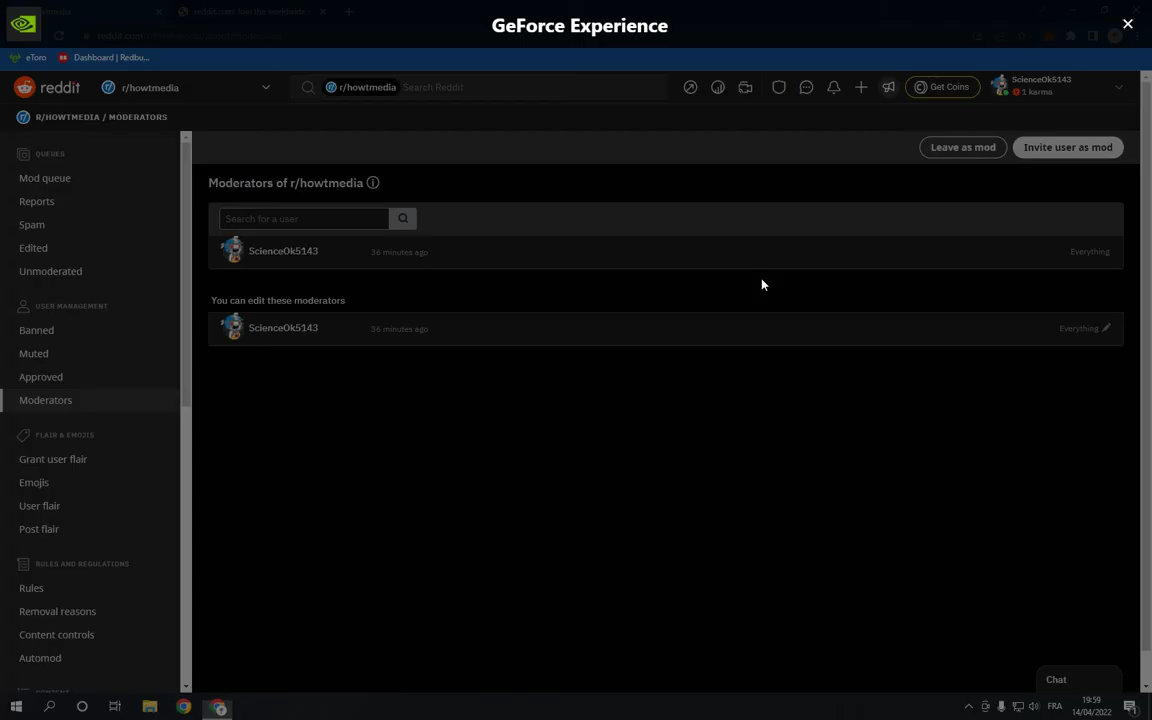 GeForce Experience
eToro
Dashboard | Redbu...
reddit
r/howtmedia
r/howtmedia
Search Reddit
Get Coins
ScienceOk5143
1 karma
R/HOWTMEDIA / MODERATORS
QUEUES
Mod queue
Reports
Spam
Edited
Unmoderated
USER MANAGEMENT
Banned
Muted
Approved
Moderators
FLAIR & EMOJIS
Grant user flair
Emojis
User flair
Post flair
RULES AND REGULATIONS
Rules
Removal reasons
Content controls
Automod
Leave as mod
Invite user as mod
Moderators of r/howtmedia
Search for a user
ScienceOk5143
36 minutes ago
Everything
You can edit these moderators
ScienceOk5143
36 minutes ago
Everything
Chat
FRA
19:59
14/04/2022